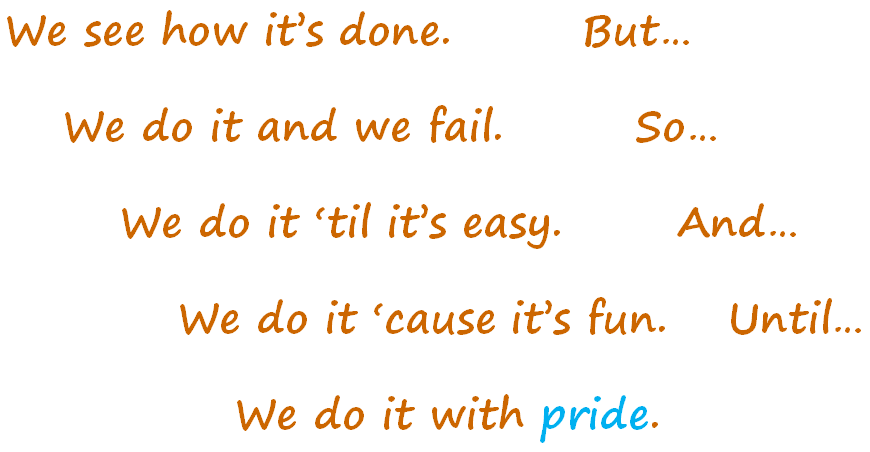 We see how it’s done. But...
We do it and we fail. So...
We do it ‘til it’s easy. And...
We do it ‘cause it’s fun. Until...
We do it with pride.